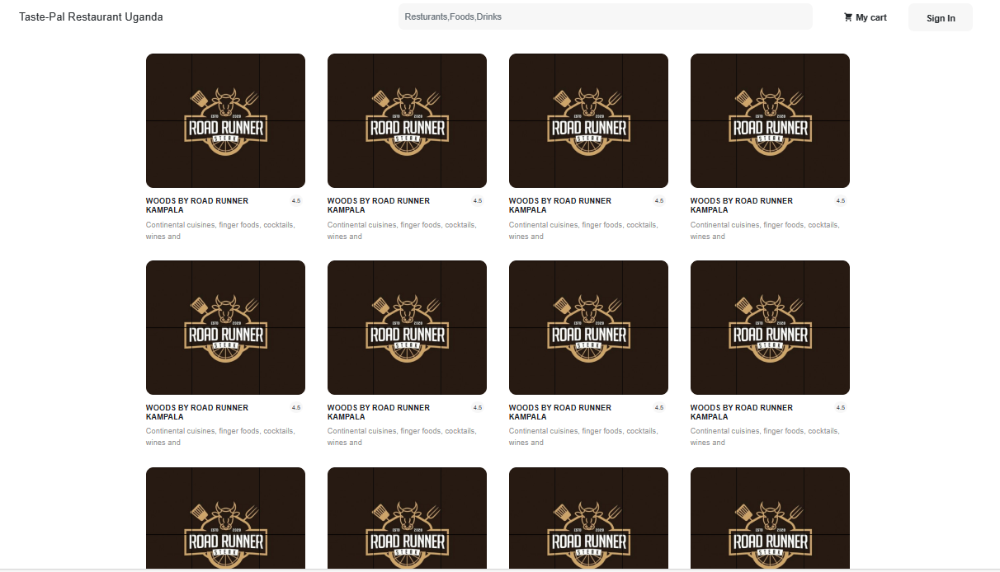 Taste-Pal Restaurant Uganda
Resturants,Foods,Drinks
My cart
Sign In
ESTD 2020
ROAD RUNNER
STEAK
ESTD 2020
ROAD RUNNER
STEAK
ESTD 2020
ROAD RUNNER
STEAK
ESTD 2020
ROAD RUNNER
STEAK
WOODS BY ROAD RUNNER 4.5
KAMPALA
Continental cuisines, finger foods, cocktails,
wines and
WOODS BY ROAD RUNNER 4.5
KAMPALA
Continental cuisines, finger foods, cocktails,
wines and
WOODS BY ROAD RUNNER 4.5
KAMPALA
Continental cuisines, finger foods, cocktails,
wines and
WOODS BY ROAD RUNNER 4.5
KAMPALA
Continental cuisines, finger foods, cocktails,
wines and
ESTD 2020
ROAD RUNNER
STEAK
ESTD 2020
ROAD RUNNER
STEAK
ESTD 2020
ROAD RUNNER
STEAK
ESTD 2020
ROAD RUNNER
STEAK
WOODS BY ROAD RUNNER 4.5
KAMPALA
Continental cuisines, finger foods, cocktails,
wines and
WOODS BY ROAD RUNNER 4.5
KAMPALA
Continental cuisines, finger foods, cocktails,
wines and
WOODS BY ROAD RUNNER 4.5
KAMPALA
Continental cuisines, finger foods, cocktails,
wines and
WOODS BY ROAD RUNNER 4.5
KAMPALA
Continental cuisines, finger foods, cocktails,
wines and
ESTD 2020
ROAD RUNNER
STEAK
ESTD 2020
ROAD RUNNER
STEAK
ESTD 2020
ROAD RUNNER
STEAK
ESTD 2020
ROAD RUNNER
STEAK